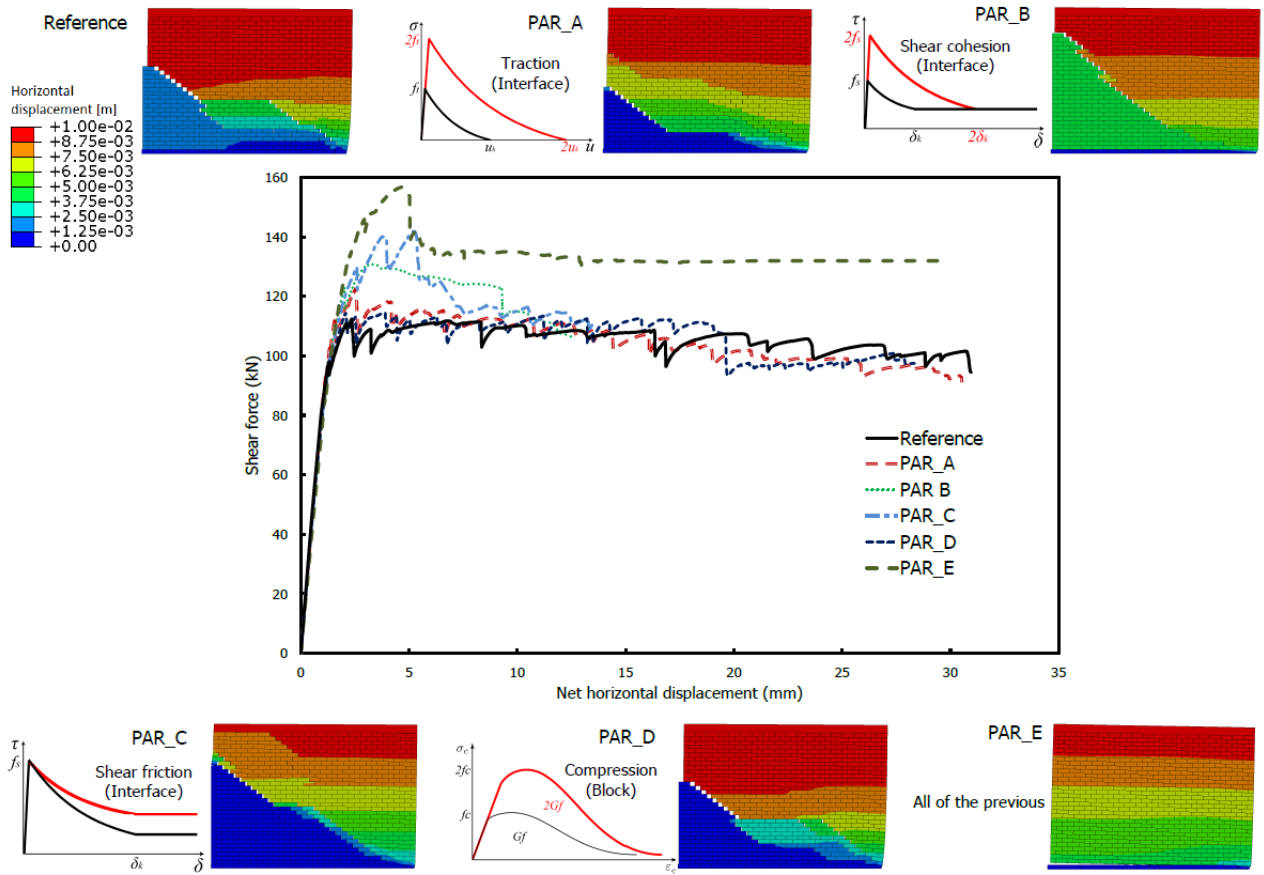 Reference
PAR_A
PAR_B
Horizontal
displacement [m]
+1.00e-02
+8.75e-03
+7.50e-03
+6.25e-03
+5.00e-03
+3.75e-03
+2.50e-03
+1.25e-03
+0.00
σ
2ft
ft
Traction
(Interface)
uk
2uk
u
τ
2fs
fs
Shear cohesion
(Interface)
δk
2δk
δ
160
140
120
100
80
60
40
20
0
Shear force (kN)
0 5 10 15 20 25 30 35
Net horizontal displacement (mm)
Reference
PAR_A
PAR B
PAR_C
PAR_D
PAR_E
PAR_C
τ
fs
Shear friction
(Interface)
δk
δ
PAR_D
σc
2fc
fc
Compression
(Block)
2Gf
Gf
εc
PAR_E
All of the previous